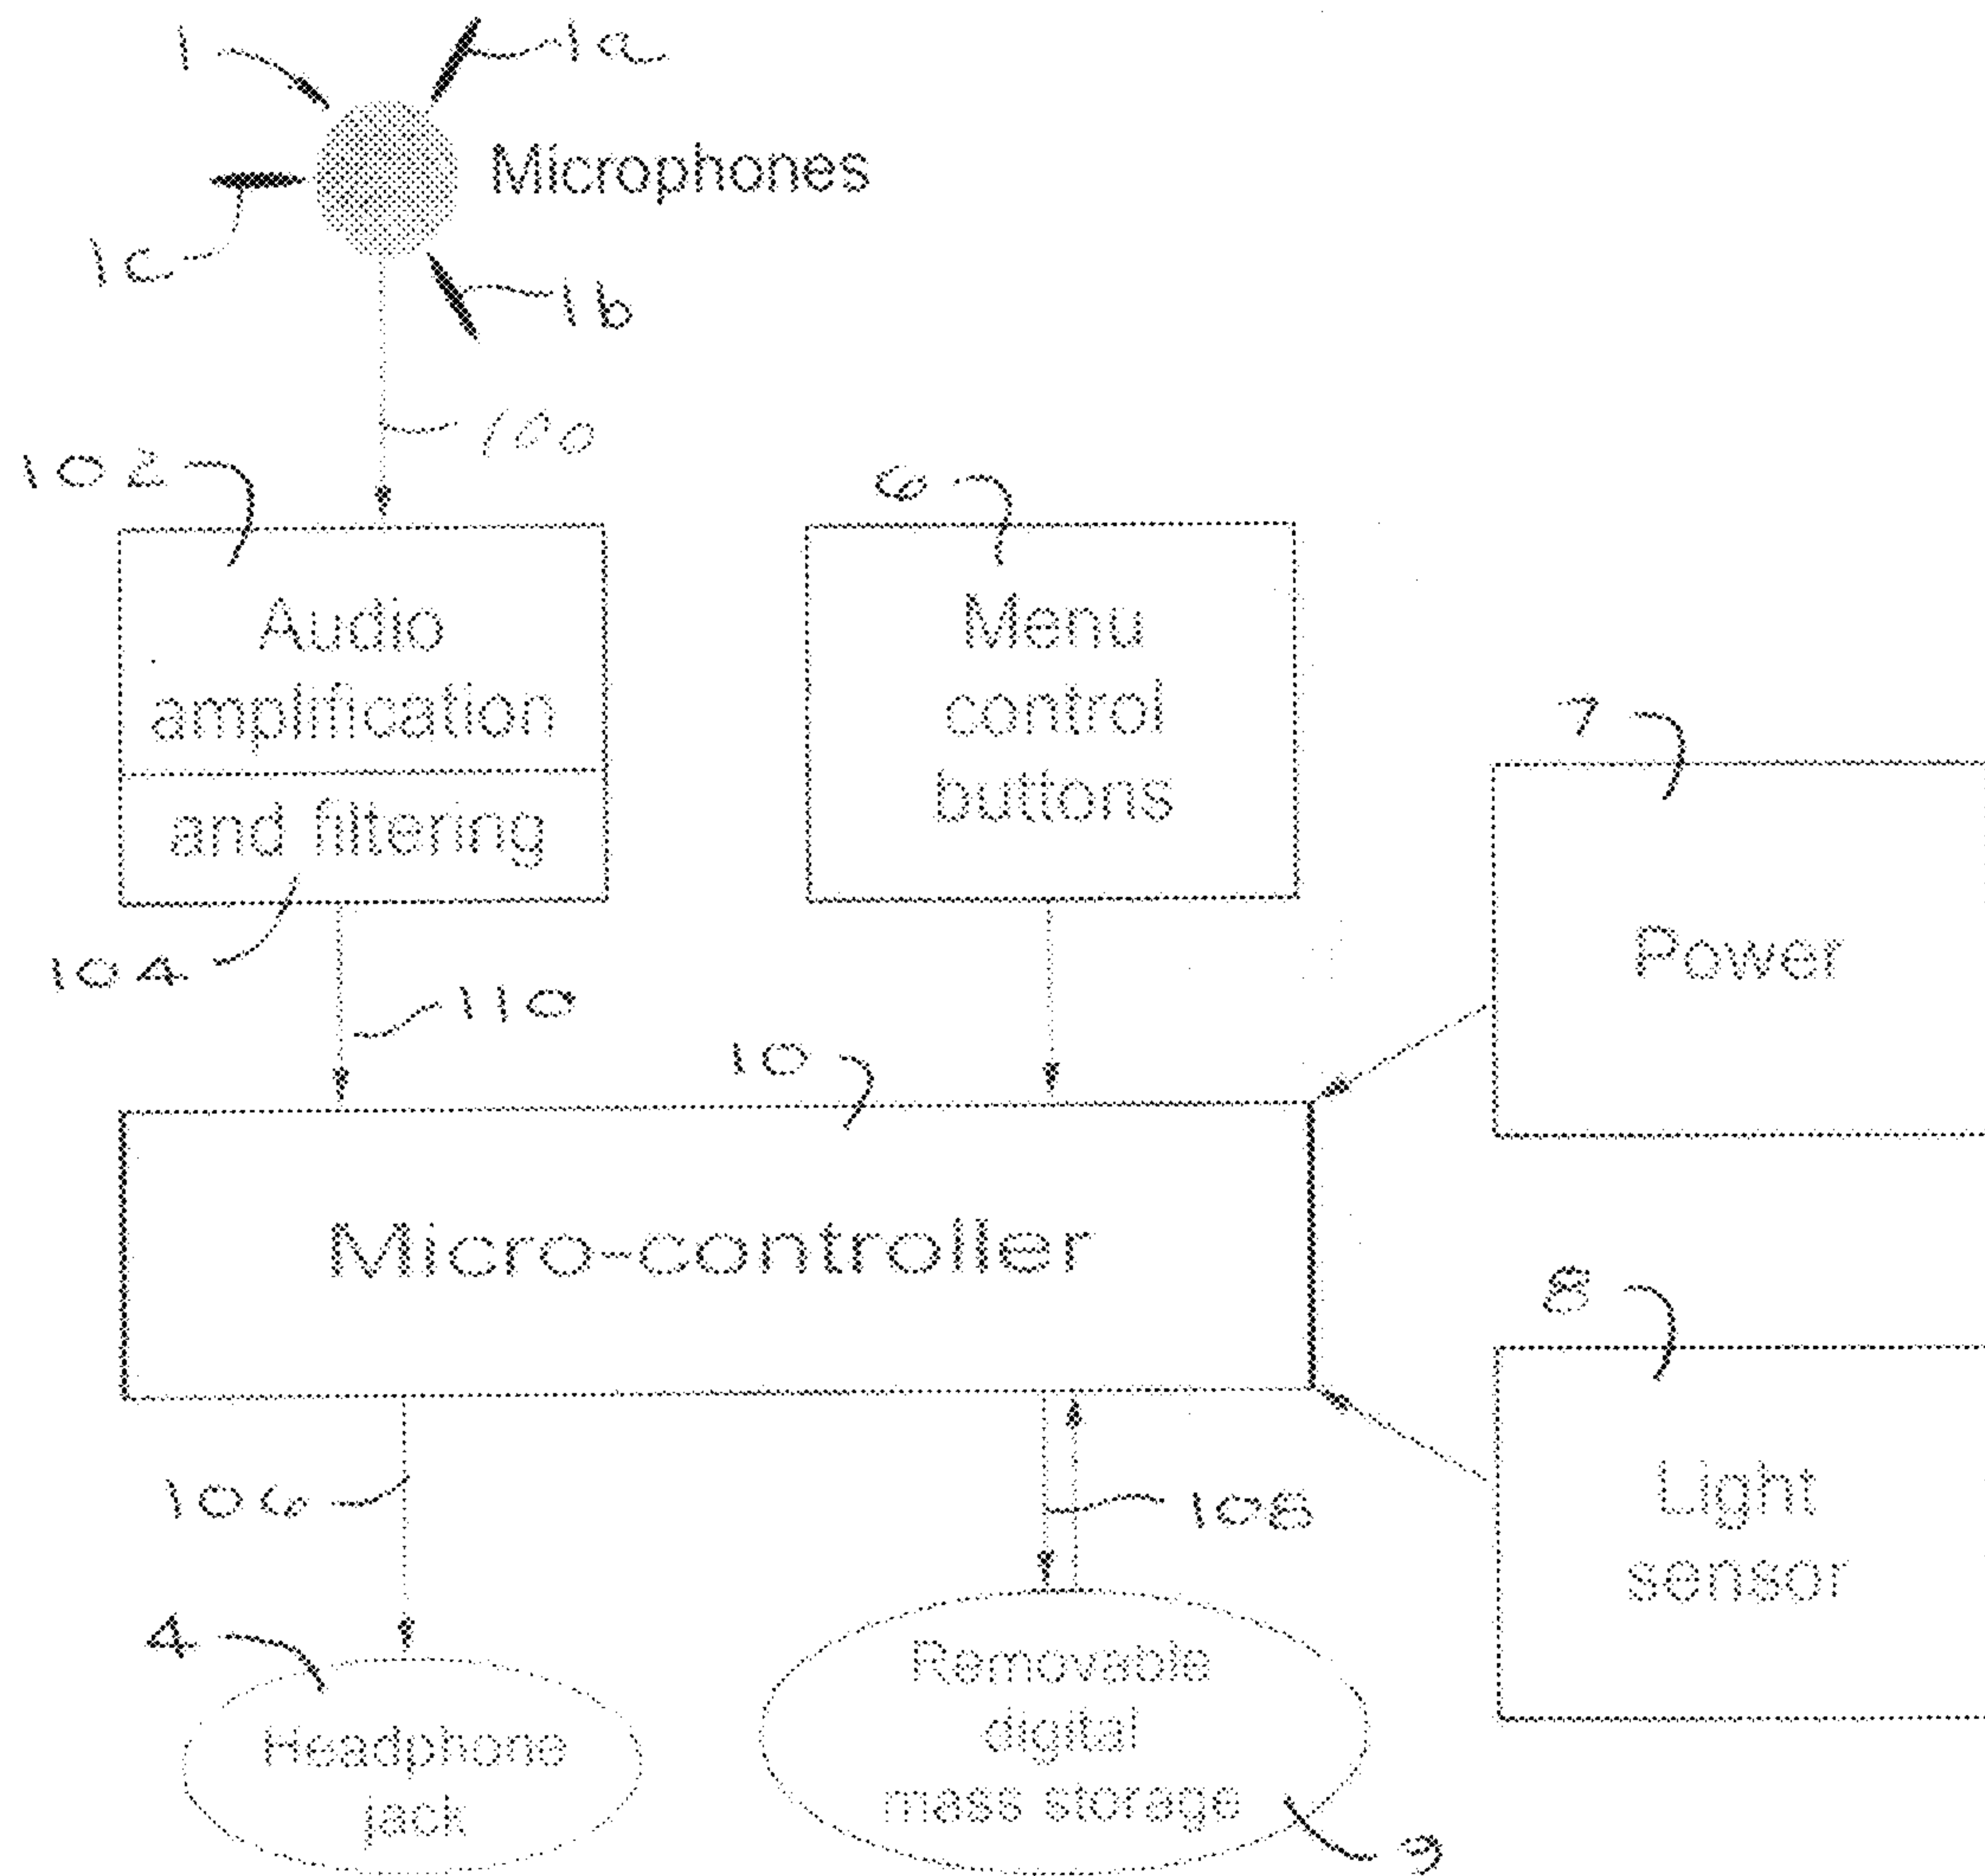 1
1a
Microphones
1c
1b
100
102
6
Audio
amplification
and filtering
Menu
control
buttons
7
Power
104
110
10
Micro-controller
8
Light
sensor
106
108
4
Headphone
jack
Removable
digital
mass storage